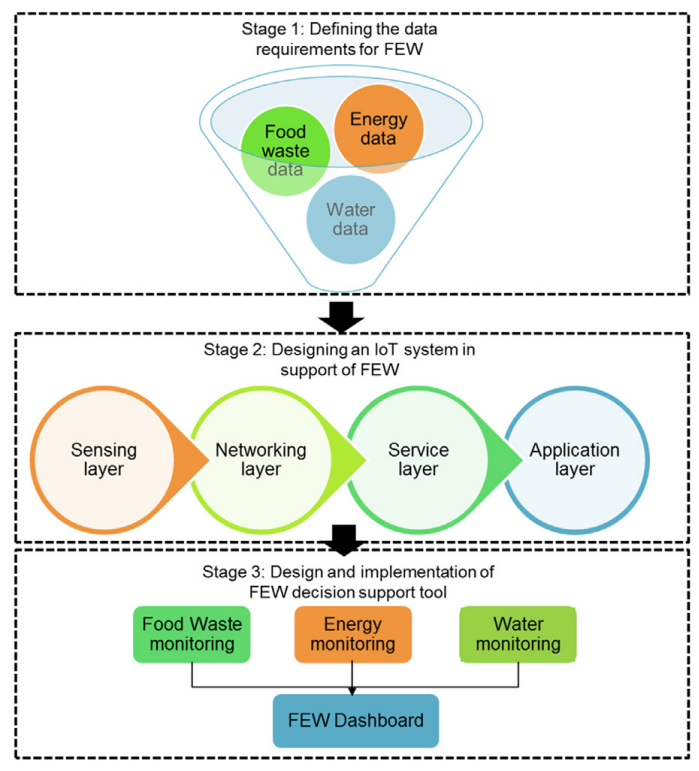 Stage 1: Defining the data
requirements for FEW
Energy
data
Food
waste
data
Water
data
Stage 2: Designing an IoT system in
support of FEW
Sensing
layer
Networking
layer
Service
layer
Application
layer
Stage 3: Design and implementation of
FEW decision support tool
Food Waste
monitoring
Energy
monitoring
Water
monitoring
FEW Dashboard